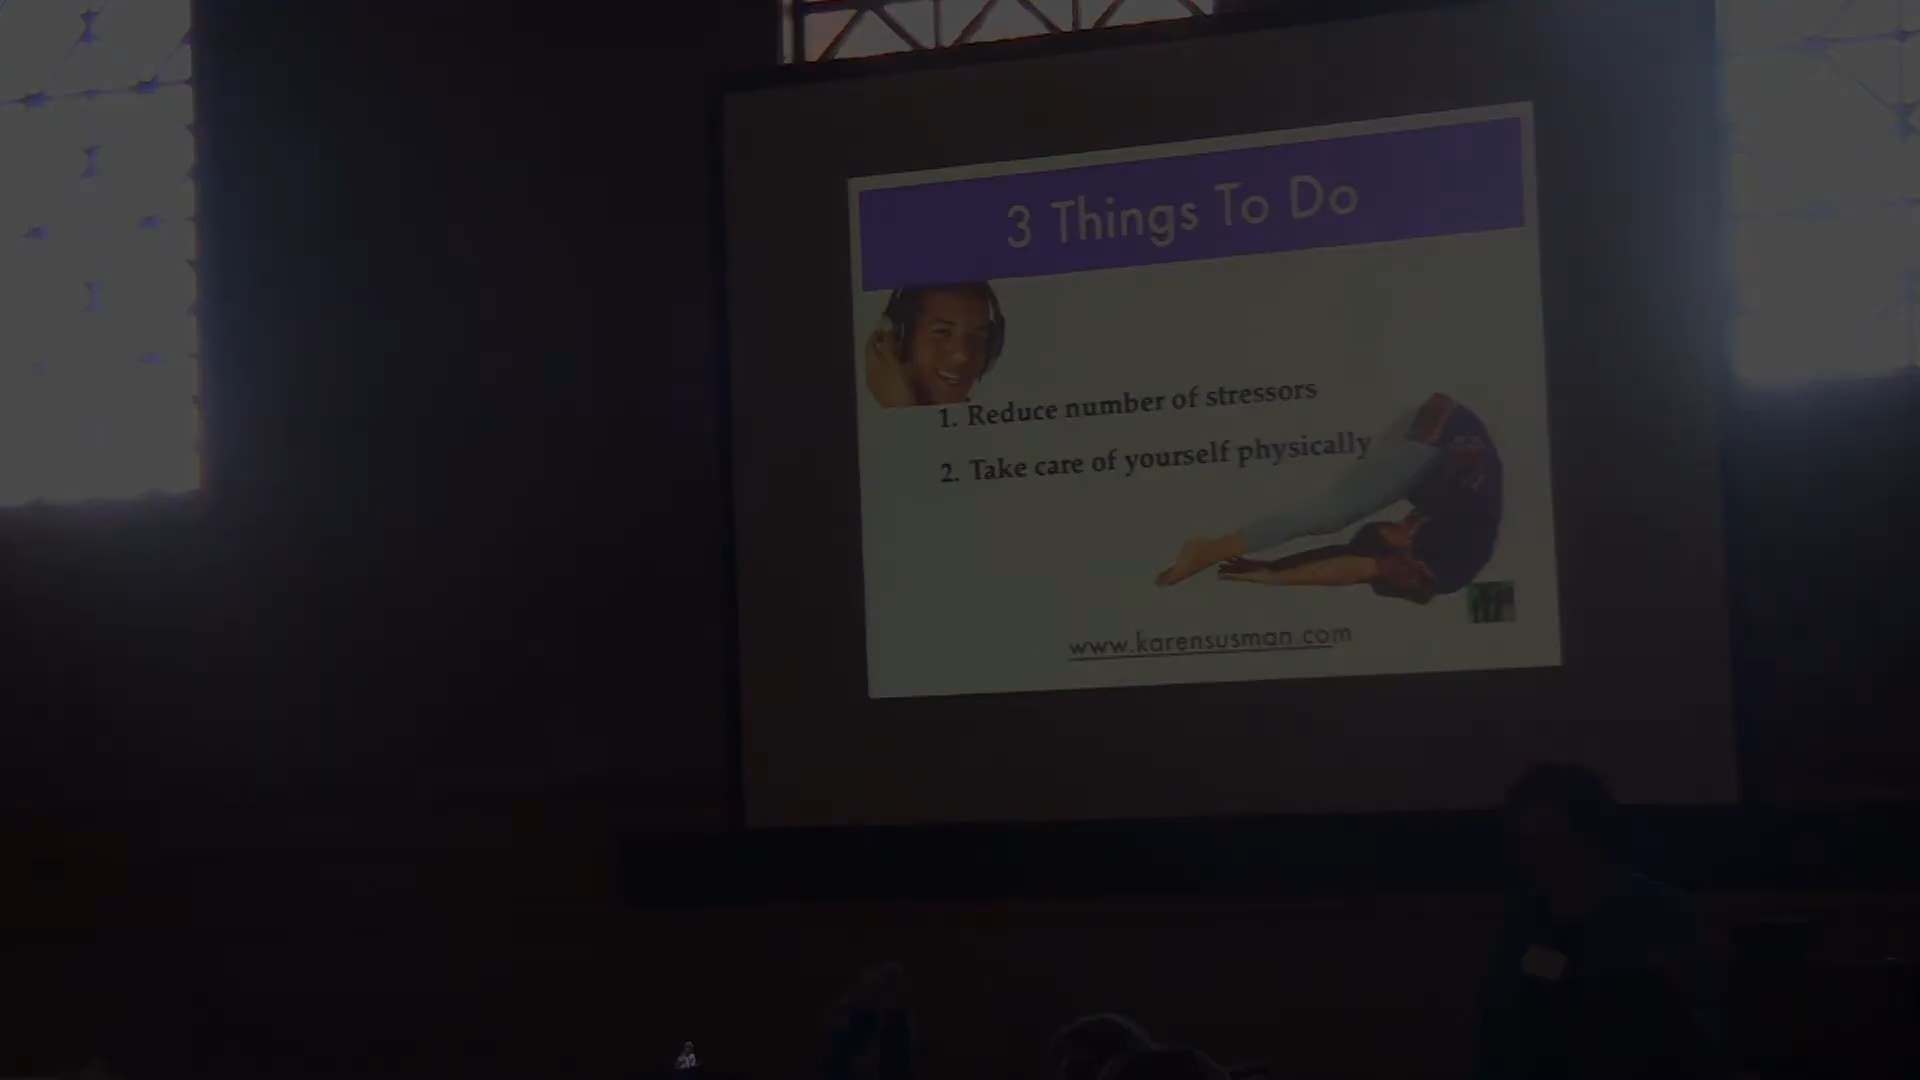 3 Things To Do
1. Reduce number of stressors
2. Take care of yourself physically
www.karensusman.com